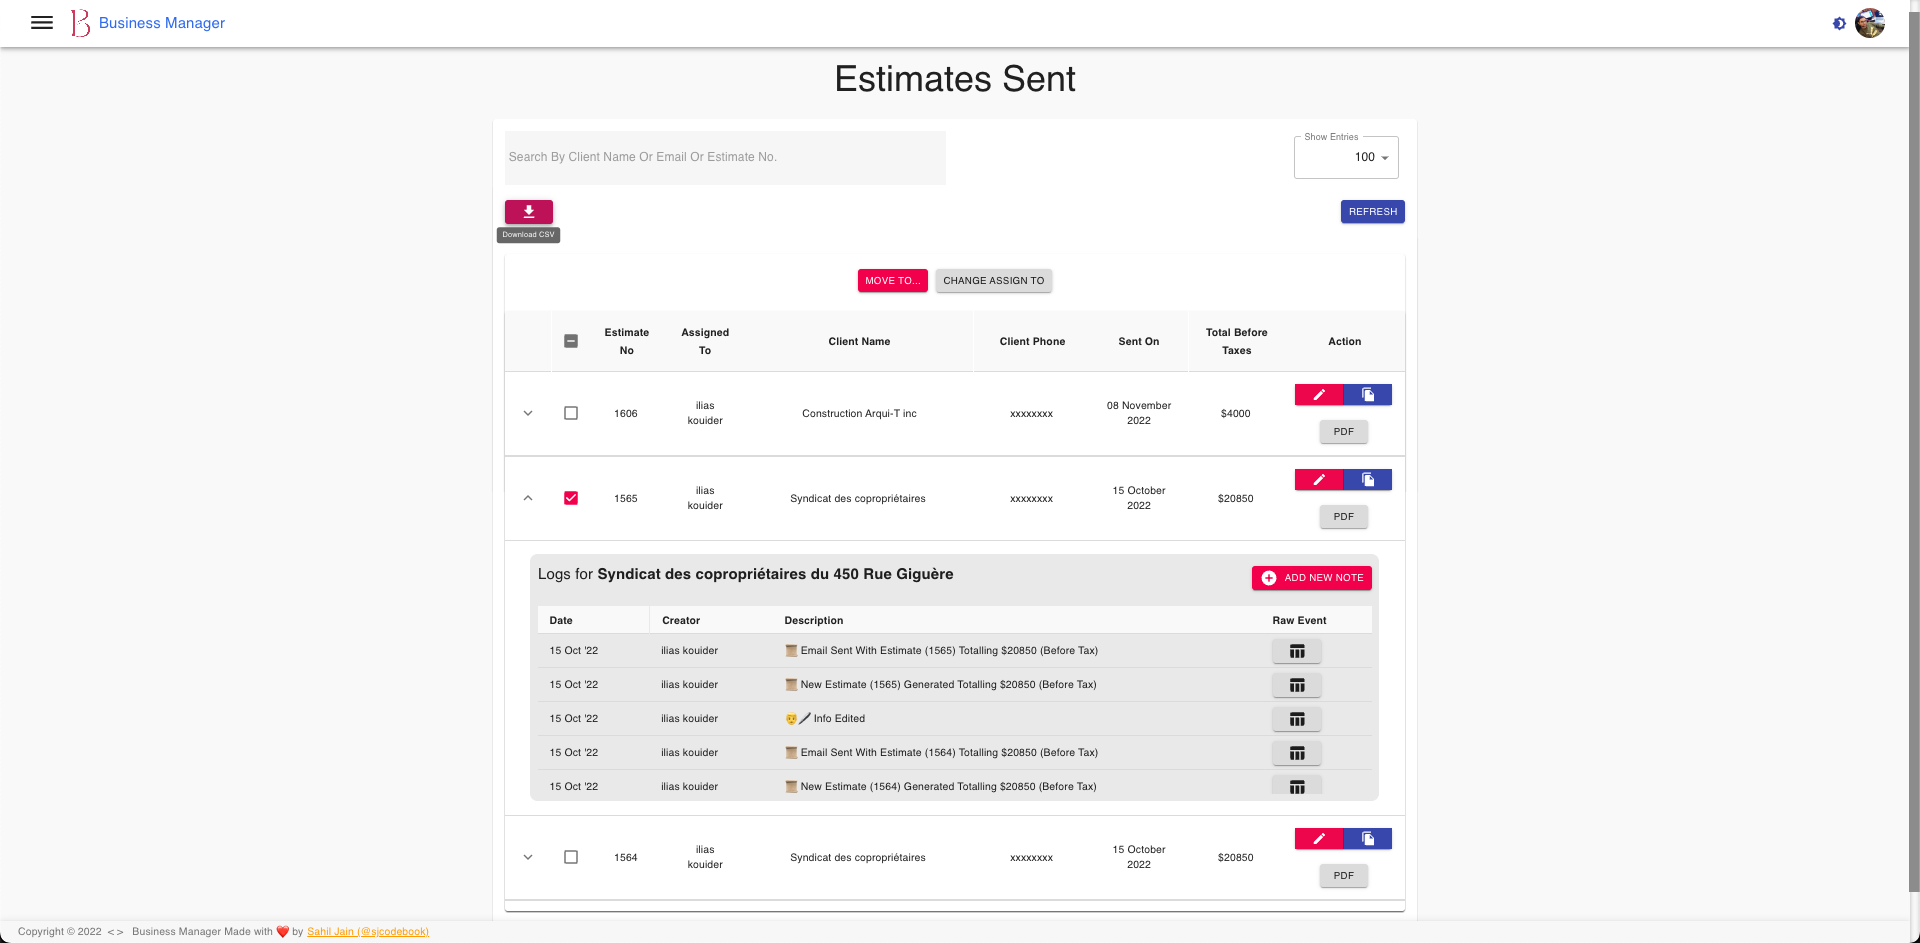 B Business Manager
Estimates Sent
Search By Client Name Or Email Or Estimate No.
Show Entries
100
REFRESH
Download CSV
MOVE TO...
CHANGE ASSIGN TO
Estimate No
Assigned To
Client Name
Client Phone
Sent On
Total Before Taxes
Action
1606
ilias kouider
Construction Arqui-T inc
xxxxxxxx
08 November 2022
$4000
PDF
1565
ilias kouider
Syndicat des copropriétaires
xxxxxxxx
15 October 2022
$20850
PDF
Logs for Syndicat des copropriétaires du 450 Rue Giguère
ADD NEW NOTE
Date Creator Description Raw Event
15 Oct '22 ilias kouider 📜 Email Sent With Estimate (1565) Totalling $20850 (Before Tax)
15 Oct '22 ilias kouider 📜 New Estimate (1565) Generated Totalling $20850 (Before Tax)
15 Oct '22 ilias kouider Info Edited
15 Oct '22 ilias kouider 📜 Email Sent With Estimate (1564) Totalling $20850 (Before Tax)
15 Oct '22 ilias kouider 📜 New Estimate (1564) Generated Totalling $20850 (Before Tax)
1564
ilias kouider
Syndicat des copropriétaires
xxxxxxxx
15 October 2022
$20850
PDF
Copyright © 2022 <> Business Manager Made with ❤️ by Sahil Jain (@sjcodebook)